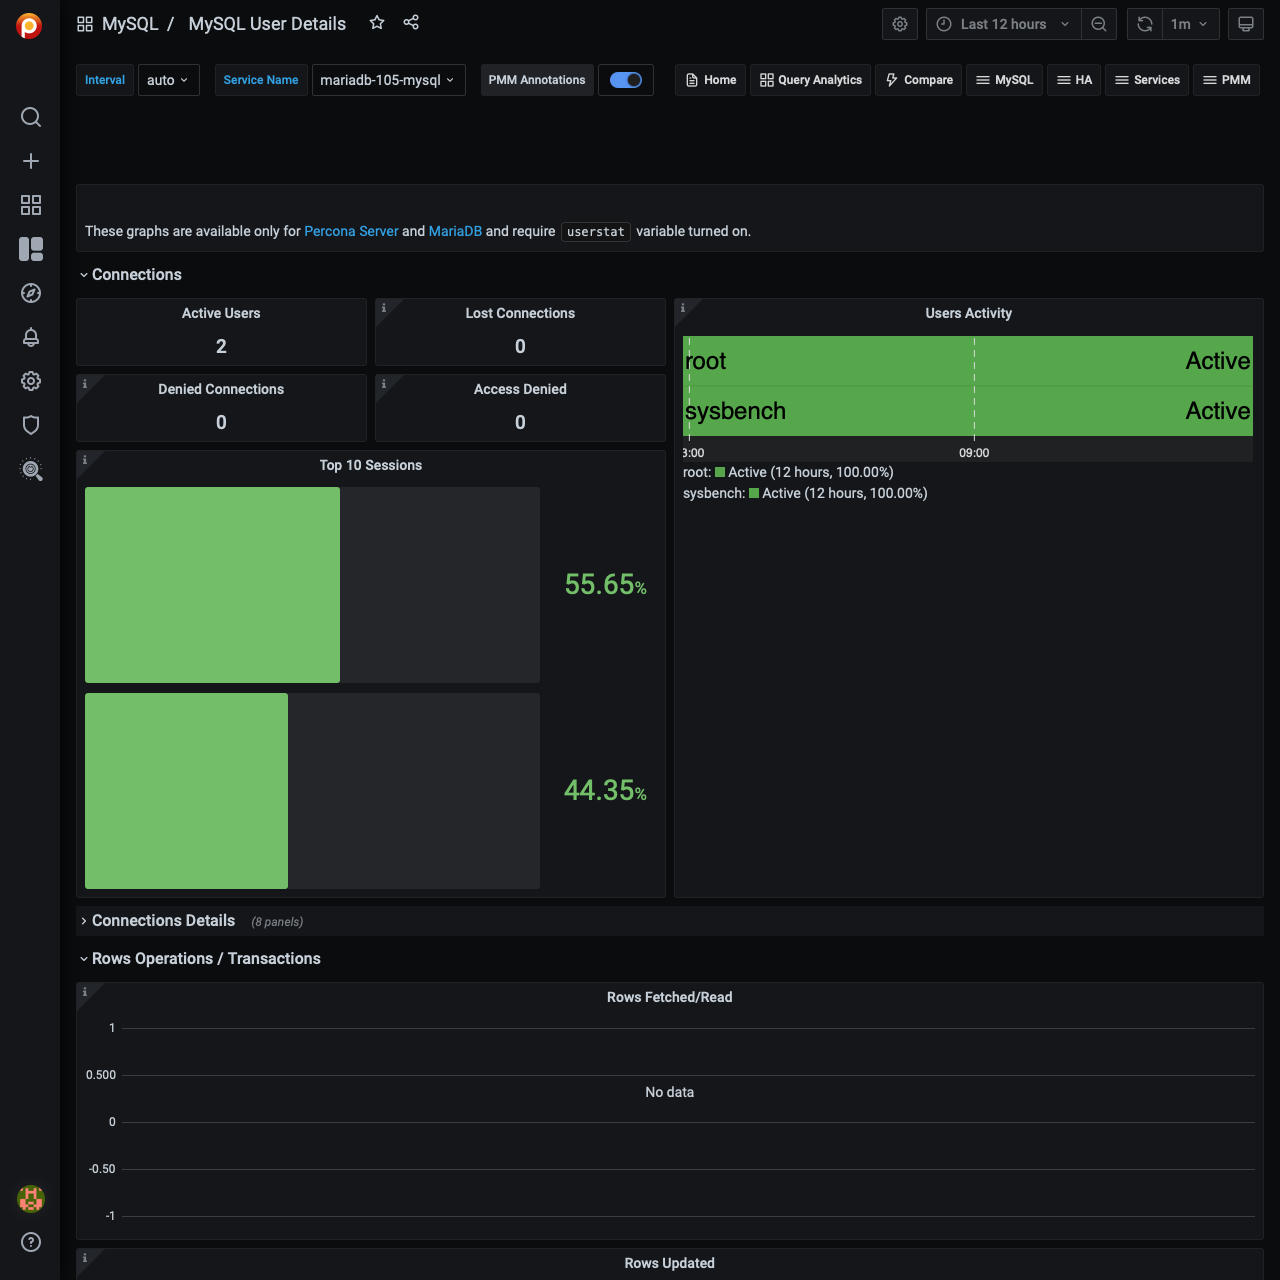 MySQL / MySQL User Details
Last 12 hours
1m
Interval auto Service Name mariadb-105-mysql PMM Annotations Home Query Analytics Compare MySQL HA Services PMM
These graphs are available only for Percona Server and MariaDB and require userstat variable turned on.
Connections
Active Users
2
Lost Connections
0
Denied Connections
0
Access Denied
0
Users Activity
root Active
sysbench Active
3:00 09:00
root: Active (12 hours, 100.00%)
sysbench: Active (12 hours, 100.00%)
Top 10 Sessions
55.65%
44.35%
Connections Details (8 panels)
Rows Operations / Transactions
Rows Fetched/Read
1
0.500
No data
0
-0.50
-1
Rows Updated